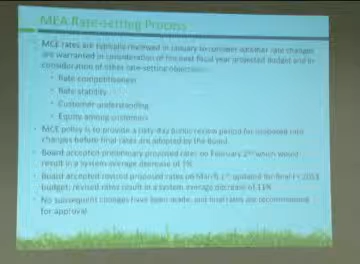 MEA Rate-setting Process
MCE rates are typically reviewed in January to consider whether rate changes
are warranted in consideration of the next fiscal year projected budget and in
consideration of other rate-setting objectives:
• Rate competitiveness
• Rate stability
• Customer understanding
• Equity among customers
• MCE policy is to provide a sixty-day public review period for proposed rate
changes before final rates are adopted by the Board
• Board accepted preliminary proposed rates on February 2nd which would
result in a system average decrease of
• Board accepted revised proposed rates on March 1st; updated for final FY 2013
budget; revised rates result in a system average decrease of 11%
• No subsequent changes have been made, and final rates are recommended
for approval